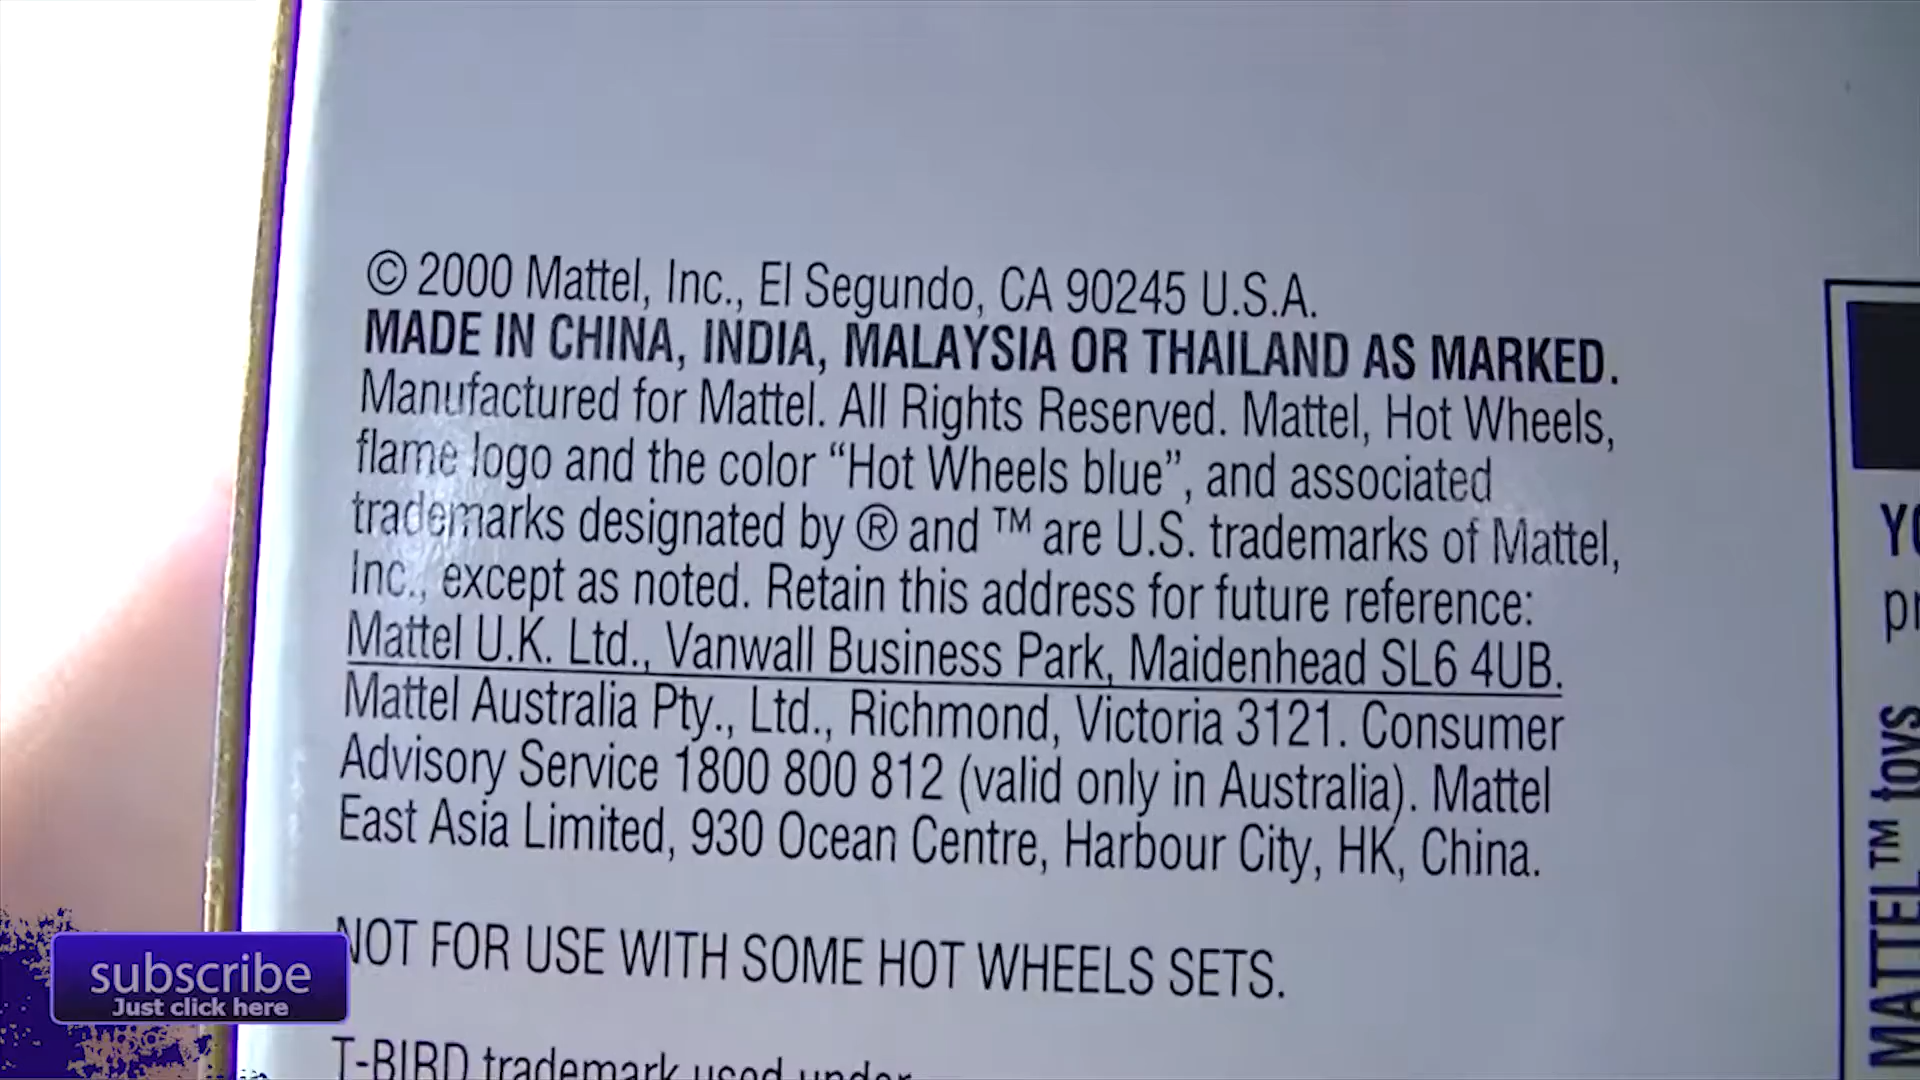 © 2000 Mattel, Inc., El Segundo, CA 90245 U.S.A.
MADE IN CHINA, INDIA, MALAYSIA OR THAILAND AS MARKED.
Manufactured for Mattel. All Rights Reserved. Mattel, Hot Wheels,
flame logo and the color “Hot Wheels blue”, and associated
trademarks designated by ® and ™ are U.S. trademarks of Mattel,
Inc., except as noted. Retain this address for future reference:
Mattel U.K. Ltd., Vanwall Business Park, Maidenhead SL6 4UB.
Mattel Australia Pty., Ltd., Richmond, Victoria 3121. Consumer
Advisory Service 1800 800 812 (valid only in Australia). Mattel
East Asia Limited, 930 Ocean Centre, Harbour City, HK, China.
NOT FOR USE WITH SOME HOT WHEELS SETS.
T-BIRD trademark used under
MATTEL™ toys
subscribe
Just click here